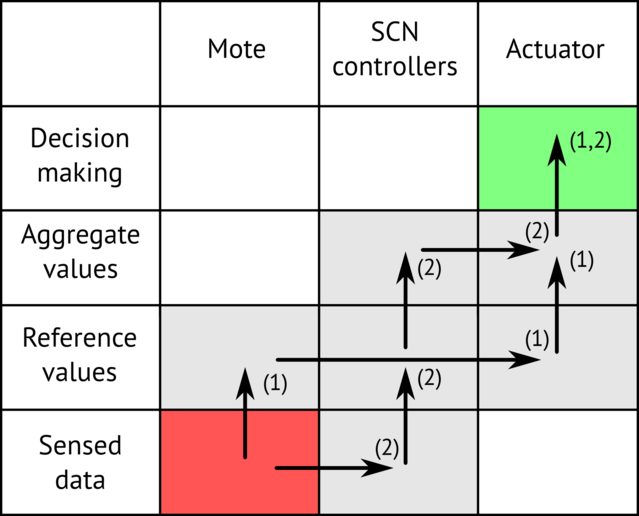 Mote
SCN
controllers
Actuator
Decision
making
(1,2)
Aggregate
values
(2)
(2)
(1)
Reference
values
(1)
(1)
(2)
Sensed
data
(2)